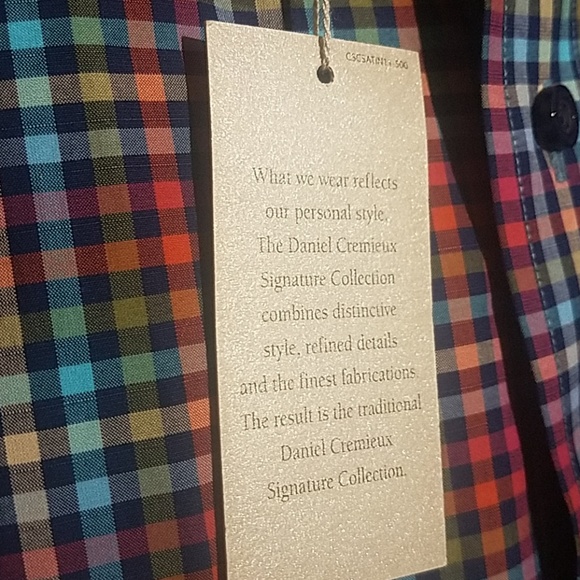 What we wear reflects
our personal style.
The Daniel Cremieux
Signature Collection
combines distinctive
style, refined details
and the finest fabrications.
The result is the traditional
Daniel Cremieux
Signature Collection.